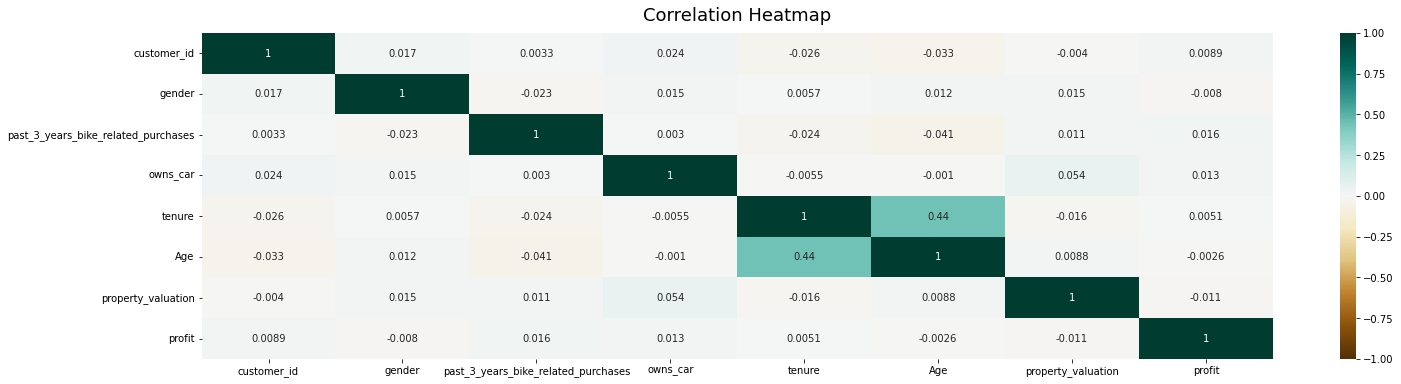 Correlation Heatmap
customer_id 1 0.017 0.0033 0.024 -0.026 -0.033 -0.004 0.0089
gender 0.017 1 -0.023 0.015 0.0057 0.012 0.015 -0.008
past_3_years_bike_related_purchases 0.0033 -0.023 1 0.003 -0.024 -0.041 0.011 0.016
owns_car 0.024 0.015 0.003 1 -0.0055 -0.001 0.054 0.013
tenure -0.026 0.0057 -0.024 -0.0055 1 0.44 -0.016 0.0051
Age -0.033 0.012 -0.041 -0.001 0.44 1 0.0088 -0.0026
property_valuation -0.004 0.015 0.011 0.054 -0.016 0.0088 1 -0.011
profit 0.0089 -0.008 0.016 0.013 0.0051 -0.0026 -0.011 1
customer_id gender past_3_years_bike_related_purchases owns_car tenure Age property_valuation profit
1.00
0.75
0.50
0.25
0.00
−0.25
−0.50
−0.75
−1.00